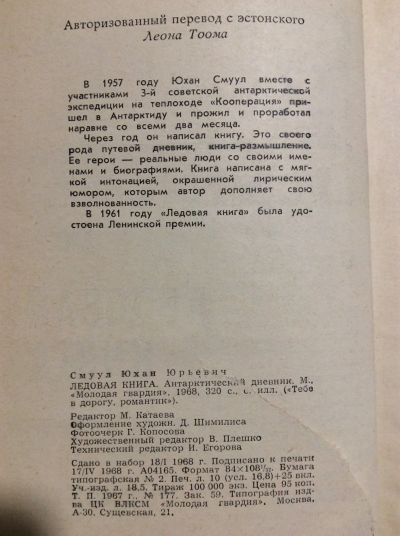 Авторизованный перевод с эстонского
Леона Тоома
В 1957 году Юхан Смуул вместе с
участниками 3-й советской антарктической
экспедиции на теплоходе «Кооперация» при-
шел в Антарктиду и прожил и проработал
наравне со всеми два месяца.
Через год он написал книгу. Это своего
рода путевой дневник, книга-размышление.
Ее герои — реальные люди со своими име-
нами и биографиями. Книга написана с мяг-
кой интонацией, окрашенной лирическим
юмором, которым автор дополняет свою
взволнованность.
В 1961 году «Ледовая книга» была удо-
стоена Ленинской премии.
Смуул Юхан Юрьевич
ЛЕДОВАЯ КНИГА. Антарктический дневник. М.,
«Молодая гвардия», 1968, 320 с., с илл. («Тебе
в дорогу, романтик»).
Редактор М. Катаева
Оформление художн. Д. Шимилиса
Фотоочерк Г. Копосова
Художественный редактор В. Плешко
Технический редактор И. Егорова
Сдано в набор 18/I 1968 г. Подписано к печати
17/IV 1968 г. А04165. Формат 84×108¹/₃₂. Бумага
типографская № 2. Печ. л. 10 (усл. 16,8)+25 вкл.
Уч.-изд. л. 18,5. Тираж 100 000 экз. Цена 95 коп.
Т. П. 1967 г., № 177. Зак. 59. Типография изд-
ва ЦК ВЛКСМ «Молодая гвардия», Москва,
А-30. Сущевская, 21.